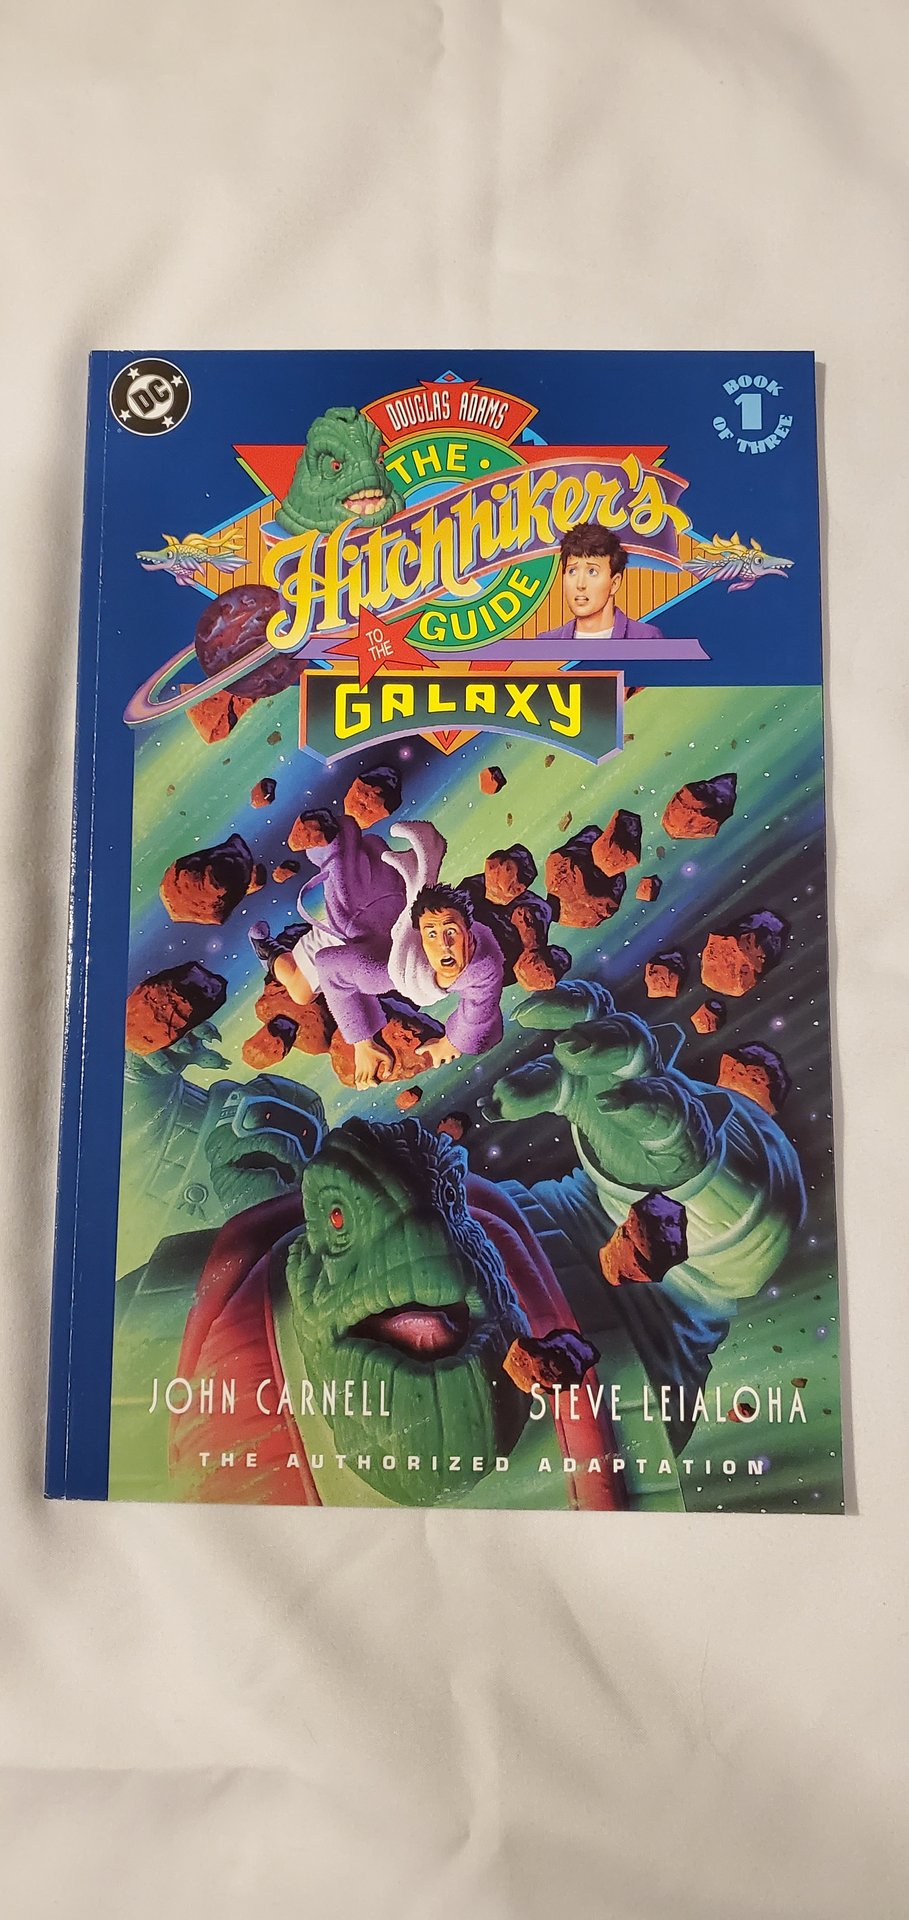 DC
DOUGLAS ADAMS
BOOK
1
OF THREE
THE
Hitchhiker's
GUIDE
TO
THE
GALAXY
JOHN CARNELL
STEVE LEIALOHA
THE AUTHORIZED ADAPTATION